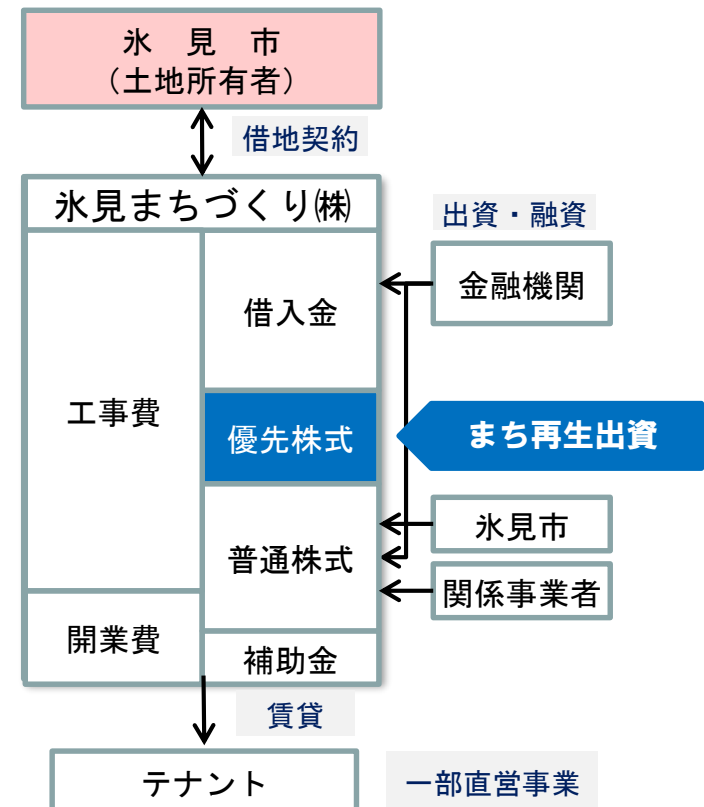 氷　見　市
（土地所有者）
借地契約
氷見まちづくり㈱
出資・融資
金融機関
借入金
工事費
優先株式
まち再生出資
氷見市
普通株式
関係事業者
開業費
補助金
賃貸
テナント
一部直営事業